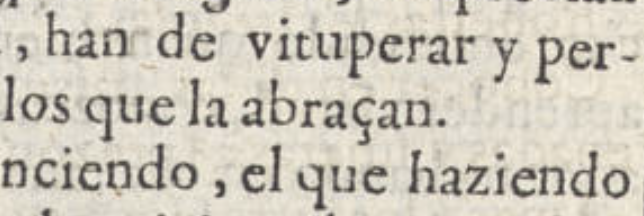 , han de vituperar y per-
los que la abraçan.
nciendo, el que haziendo